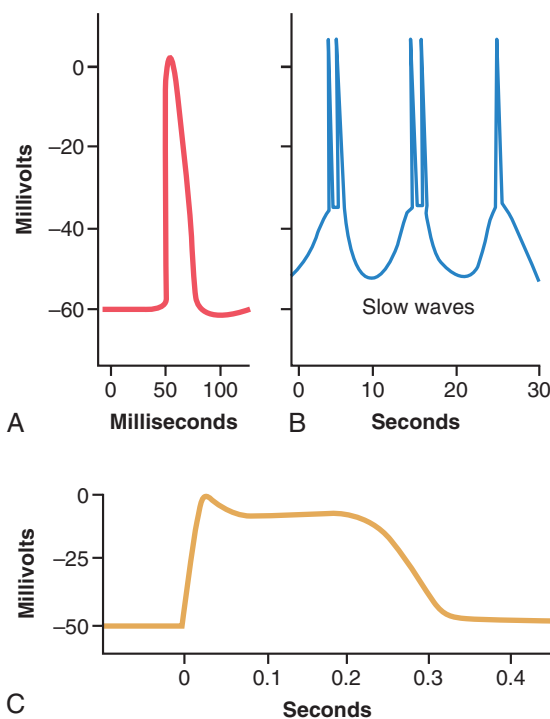 Millivolts
0
–20
–40
–60
0 50 100
Milliseconds
A
Slow waves
0 10 20 30
Seconds
B
Millivolts
0
–25
–50
0 0.1 0.2 0.3 0.4
Seconds
C